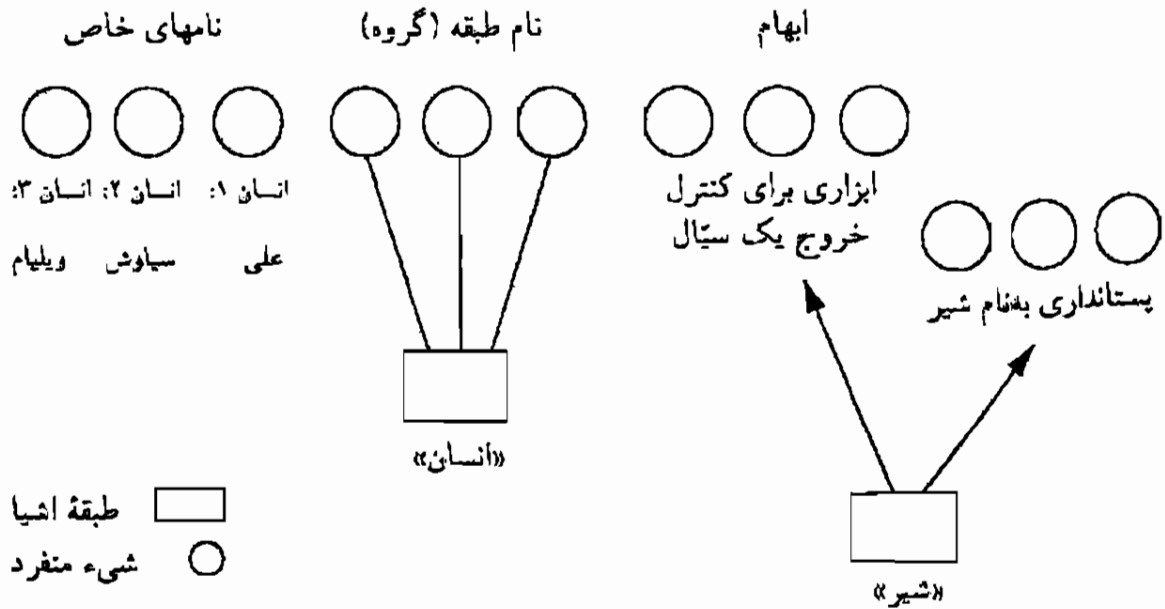 ابهام
نام طبقه (گروه)
نامهای خاص
ابزاری برای کنترل
خروج یک سیّال
پستانداری به‌نام شیر
«شیر»
«انسان»
انسان ۱: انسان ۲: انسان ۳:
علی سیاوش ویلیام
طبقهٔ اشیا
شیء منفرد